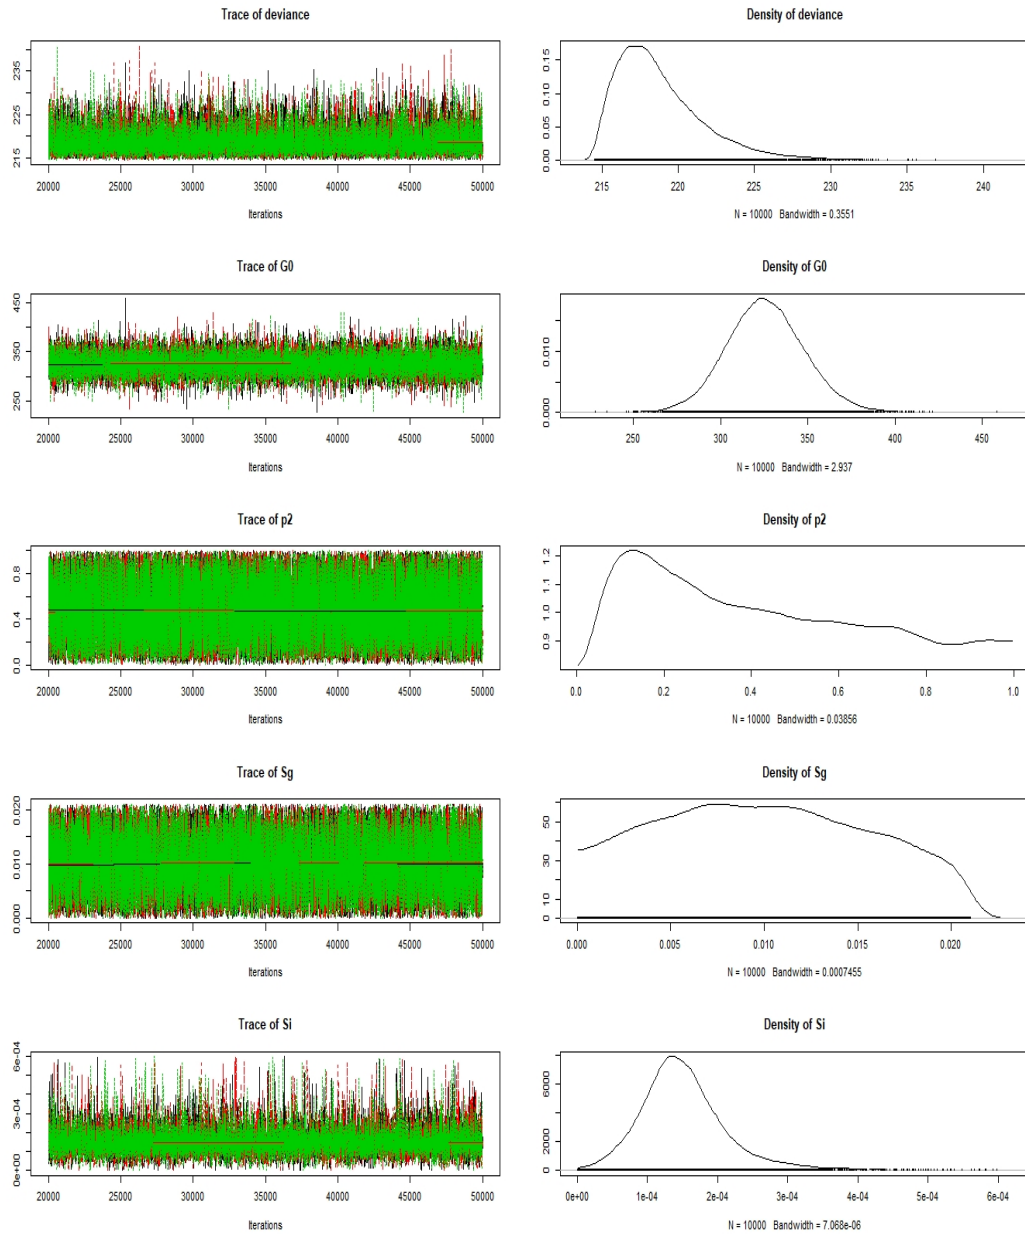 Trace of deviance
215 225 235
20000 25000 30000 35000 40000 45000 50000
Iterations
Density of deviance
0.00 0.05 0.10 0.15
215 220 225 230 235 240
N = 10000 Bandwidth = 0.3551
Trace of G0
250 350 450
20000 25000 30000 35000 40000 45000 50000
Iterations
Density of G0
0.000 0.010
250 300 350 400 450
N = 10000 Bandwidth = 2.937
Trace of p2
0.0 0.4 0.8
20000 25000 30000 35000 40000 45000 50000
Iterations
Density of p2
0.9 1.0 1.1 1.2
0.0 0.2 0.4 0.6 0.8 1.0
N = 10000 Bandwidth = 0.03856
Trace of Sg
0.000 0.010 0.020
20000 25000 30000 35000 40000 45000 50000
Iterations
Density of Sg
0 10 30 50
0.000 0.005 0.010 0.015 0.020
N = 10000 Bandwidth = 0.0007455
Trace of Si
0e+00 3e-04 6e-04
20000 25000 30000 35000 40000 45000 50000
Iterations
Density of Si
0 2000 6000
0e+00 1e-04 2e-04 3e-04 4e-04 5e-04 6e-04
N = 10000 Bandwidth = 7.068e-06